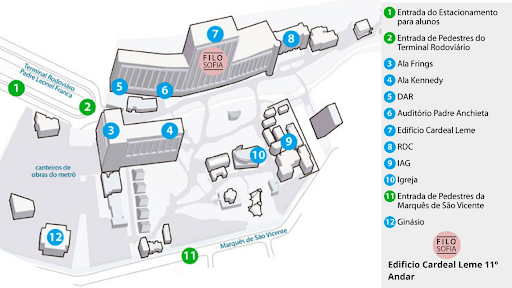 7
FILO
SOFIA
8
Terminal Rodoviário
Padre Leonel Franca
1
2
5
6
3
4
canteiros de
obras do metrô
9
10
12
11
Marquês de São Vicente
1 Entrada do Estacionamento
para alunos
2 Entrada de Pedestres do
Terminal Rodoviário
3 Ala Frings
4 Ala Kennedy
5 DAR
6 Auditório Padre Anchieta
7 Edifício Cardeal Leme
8 RDC
9 IAG
10 Igreja
11 Entrada de Pedestres da
Marquês de São Vicente
12 Ginásio
FILO
SOFIA
Edifício Cardeal Leme 11º
Andar